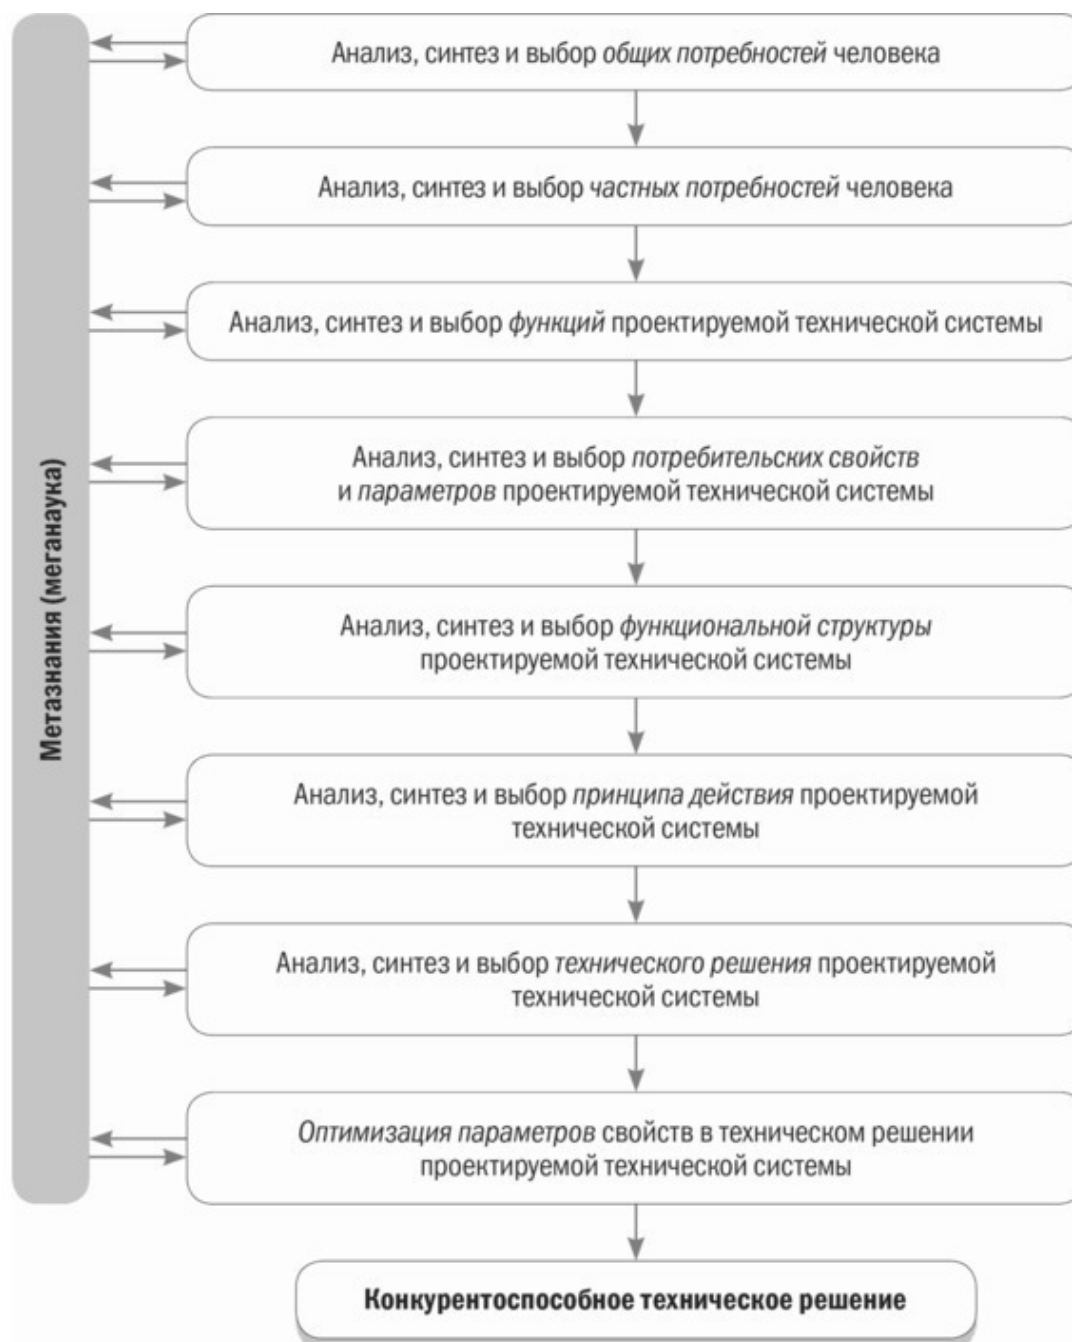 Метазнания (меганаука)
Анализ, синтез и выбор общих потребностей человека
Анализ, синтез и выбор частных потребностей человека
Анализ, синтез и выбор функций проектируемой технической системы
Анализ, синтез и выбор потребительских свойств
и параметров проектируемой технической системы
Анализ, синтез и выбор функциональной структуры
проектируемой технической системы
Анализ, синтез и выбор принципа действия проектируемой
технической системы
Анализ, синтез и выбор технического решения проектируемой
технической системы
Оптимизация параметров свойств в техническом решении
проектируемой технической системы
Конкурентоспособное техническое решение